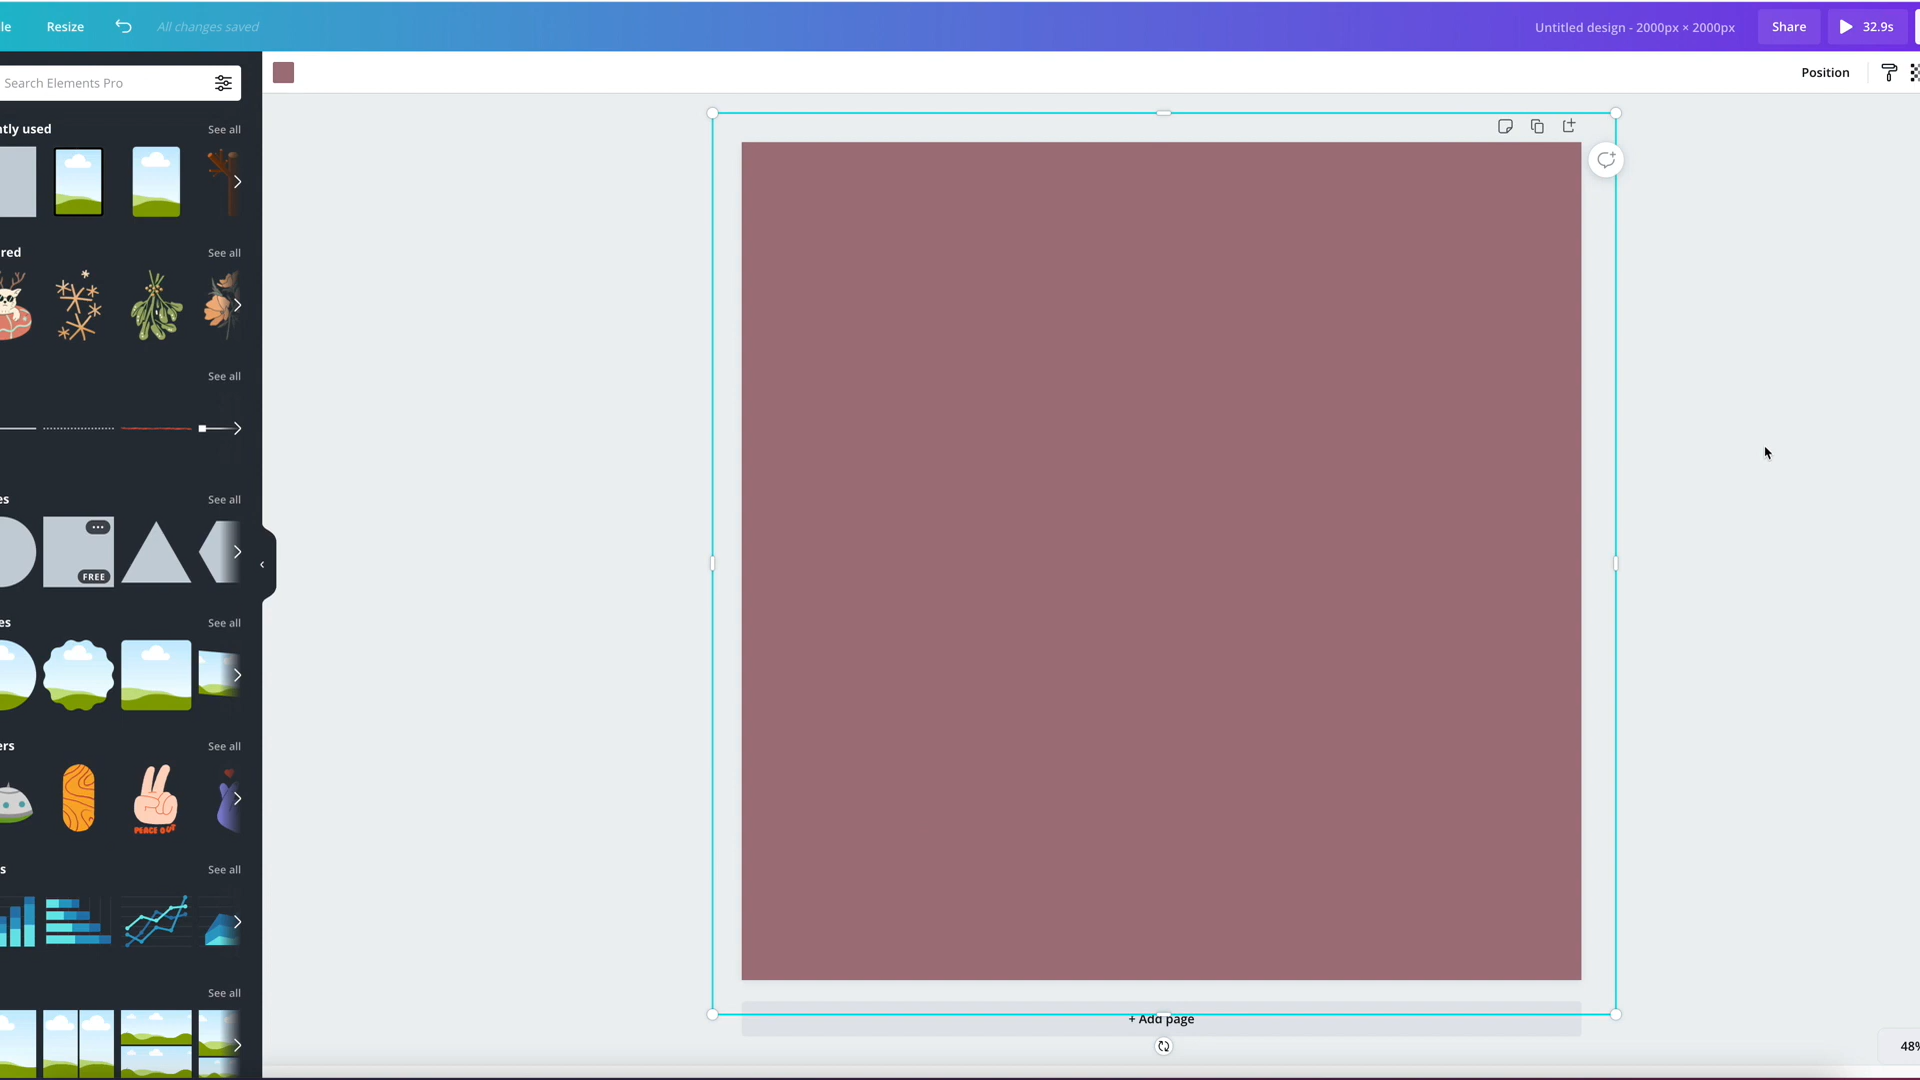 le Resize All changes saved Untitled design - 2000px × 2000px Share 32.9s
Search Elements Pro
Position
ntly used See all
red See all
See all
es See all
FREE
es See all
ers See all
PEACE OUT
s See all
See all
+ Add page
48%